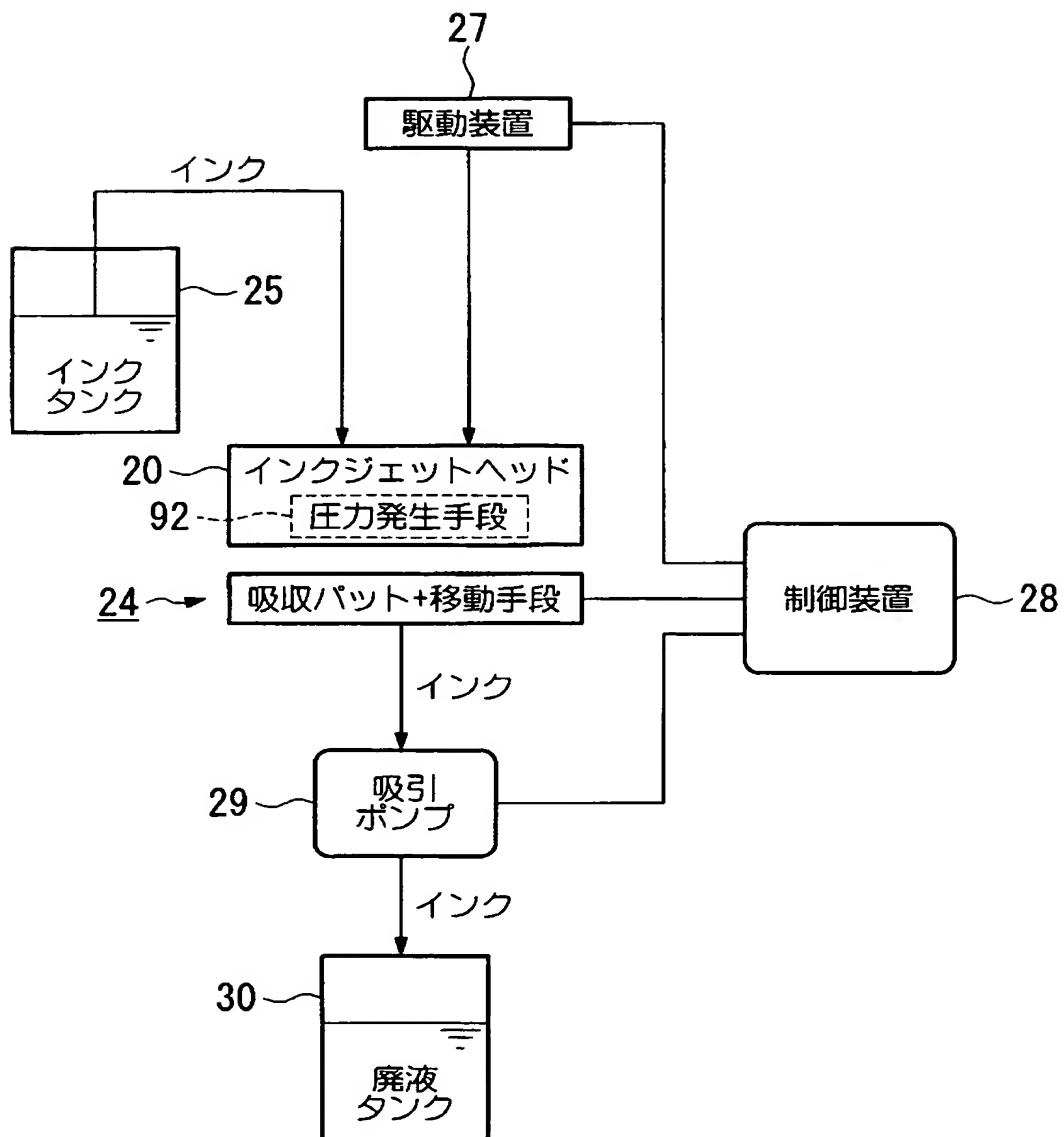 27
駆動装置
インク
25
インク
タンク
20
インクジェットヘッド
92
圧力発生手段
24
吸収パット+移動手段
制御装置
28
インク
29
吸引
ポンプ
インク
30
廃液
タンク